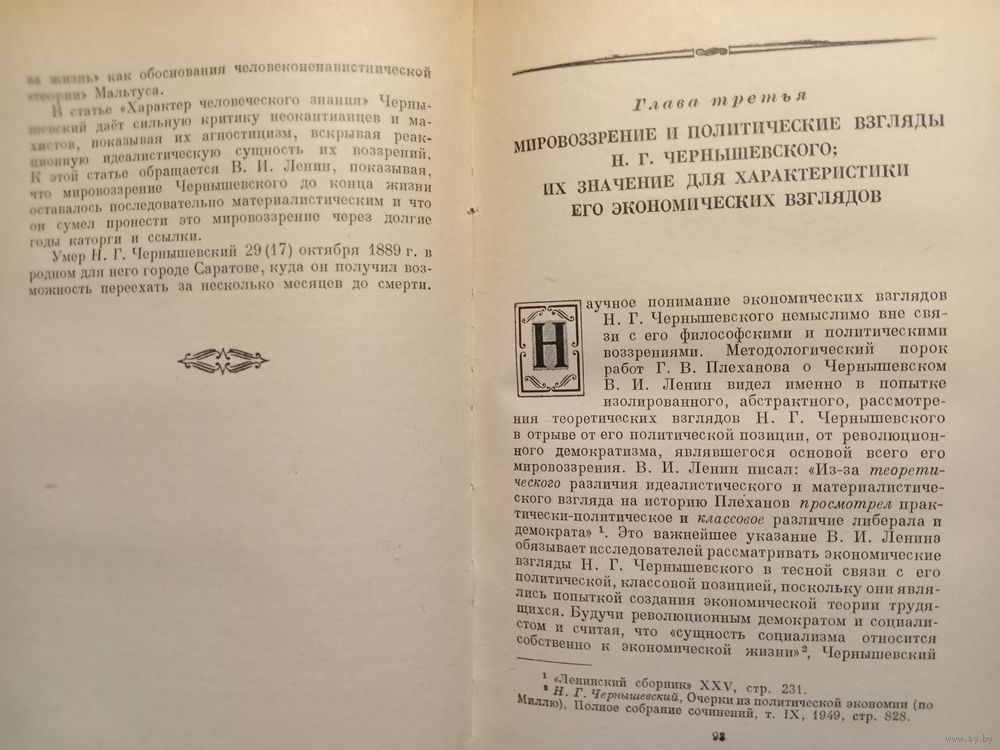 за жизнь» как обоснования человеконенавистнической
«теории» Мальтуса.
В статье «Характер человеческого знания» Черны-
шевский даёт сильную критику неокантианцев и ма-
хистов, показывая их агностицизм, вскрывая реак-
ционную идеалистическую сущность их воззрений.
К этой статье обращается В. И. Ленин, показывая,
что мировоззрение Чернышевского до конца жизни
оставалось последовательно материалистическим и что
он сумел пронести это мировоззрение через долгие
годы каторги и ссылки.
Умер Н. Г. Чернышевский 29 (17) октября 1889 г. в
родном для него городе Саратове, куда он получил воз-
можность переехать за несколько месяцев до смерти.
Глава третья
МИРОВОЗЗРЕНИЕ И ПОЛИТИЧЕСКИЕ ВЗГЛЯДЫ
Н. Г. ЧЕРНЫШЕВСКОГО;
ИХ ЗНАЧЕНИЕ ДЛЯ ХАРАКТЕРИСТИКИ
ЕГО ЭКОНОМИЧЕСКИХ ВЗГЛЯДОВ
Научное понимание экономических взглядов
Н. Г. Чернышевского немыслимо вне свя-
зи с его философскими и политическими
воззрениями. Методологический порок
работ Г. В. Плеханова о Чернышевском
В. И. Ленин видел именно в попытке
изолированного, абстрактного, рассмотре-
ния теоретических взглядов Н. Г. Чернышевского
в отрыве от его политической позиции, от революцион-
ного демократизма, являвшегося основой всего его
мировоззрения. В. И. Ленин писал: «Из-за теорети-
ческого различия идеалистического и материалистиче-
ского взгляда на историю Плеханов просмотрел прак-
тически-политическое и классовое различие либерала и
демократа» ¹. Это важнейшее указание В. И. Ленина
обязывает исследователей рассматривать экономические
взгляды Н. Г. Чернышевского в тесной связи с его
политической, классовой позицией, поскольку они явля-
лись попыткой создания экономической теории трудя-
щихся. Будучи революционным демократом и социали-
стом и считая, что «сущность социализма относится
собственно к экономической жизни»², Чернышевский
¹ «Ленинский сборник» XXV, стр. 231.
² Н. Г. Чернышевский, Очерки из политической экономии (по
Миллю), Полное собрание сочинений, т. IX, 1949, стр. 828.
93
www.ay.by